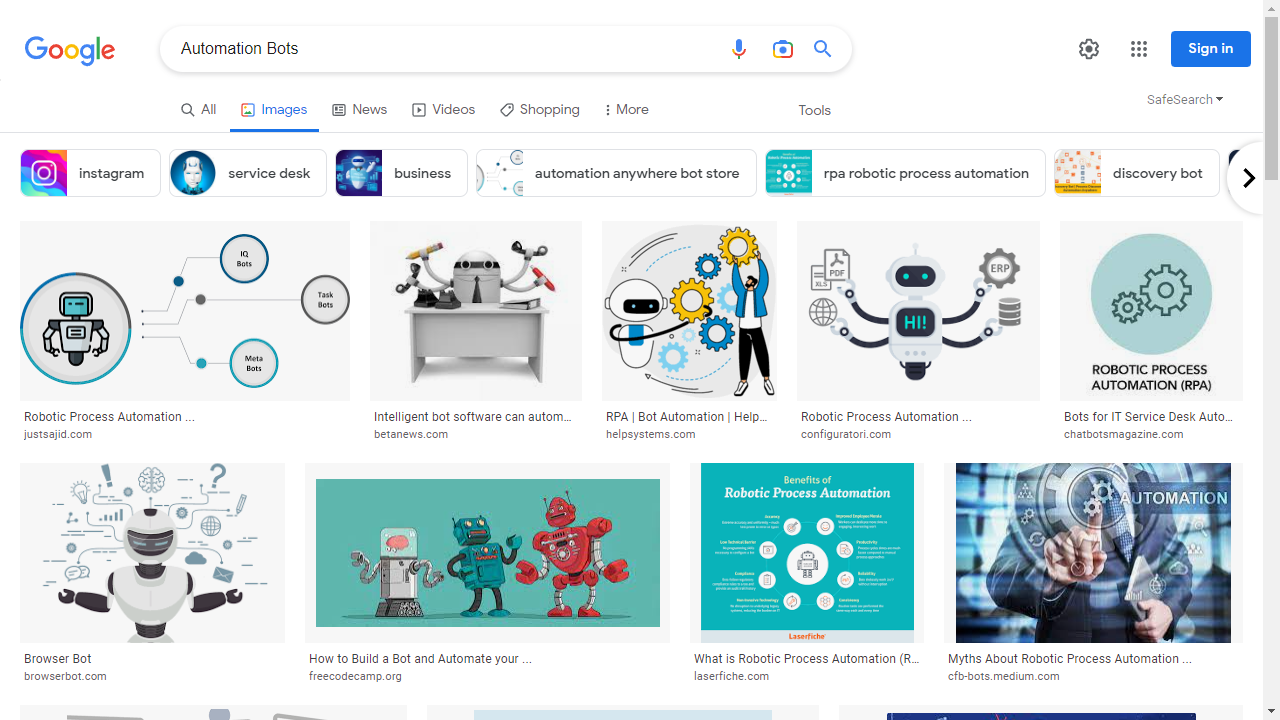 Google
Automation Bots
Sign in
All
Images
News
Videos
Shopping
More
Tools
SafeSearch
instagram
service desk
business
automation anywhere bot store
rpa robotic process automation
discovery bot
IQ
Bots
Task
Bots
Meta
Bots
PDF
XLS
ERP
HI!
ROBOTIC PROCESS
AUTOMATION (RPA)
Robotic Process Automation ...
justsajid.com
Intelligent bot software can autom...
betanews.com
RPA | Bot Automation | Help...
helpsystems.com
Robotic Process Automation ...
configuratori.com
Bots for IT Service Desk Auto...
chatbotsmagazine.com
Benefits of
Robotic Process Automation
Accuracy
Improved Employee Morale
Low Technical Barrier
Productivity
Compliance
Reliability
Non-Invasive Technology
Consistency
Laserfiche
AUTOMATION
Browser Bot
browserbot.com
How to Build a Bot and Automate your ...
freecodecamp.org
What is Robotic Process Automation (R...
laserfiche.com
Myths About Robotic Process Automation ...
cfb-bots.medium.com